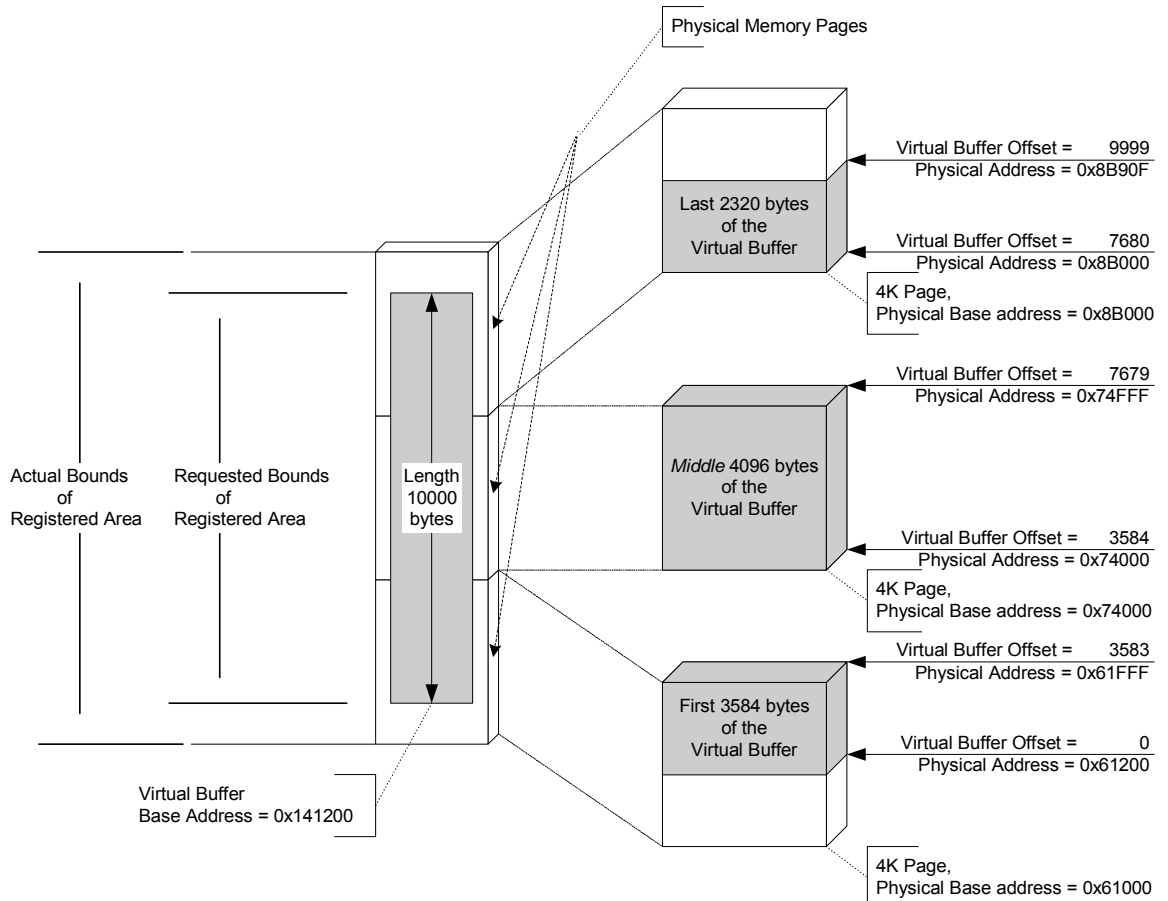 Physical Memory Pages
Virtual Buffer Offset = 9999
Physical Address = 0x8B90F
Last 2320 bytes
of the
Virtual Buffer
Virtual Buffer Offset = 7680
Physical Address = 0x8B000
4K Page,
Physical Base address = 0x8B000
Virtual Buffer Offset = 7679
Physical Address = 0x74FFF
Actual Bounds
of
Registered Area
Requested Bounds
of
Registered Area
Length
10000
bytes
Middle 4096 bytes
of the
Virtual Buffer
Virtual Buffer Offset = 3584
Physical Address = 0x74000
4K Page,
Physical Base address = 0x74000
Virtual Buffer Offset = 3583
Physical Address = 0x61FFF
First 3584 bytes
of the
Virtual Buffer
Virtual Buffer Offset = 0
Physical Address = 0x61200
Virtual Buffer
Base Address = 0x141200
4K Page,
Physical Base address = 0x61000